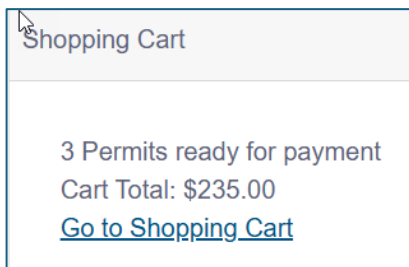 Shopping Cart
3 Permits ready for payment
Cart Total: $235.00
Go to Shopping Cart